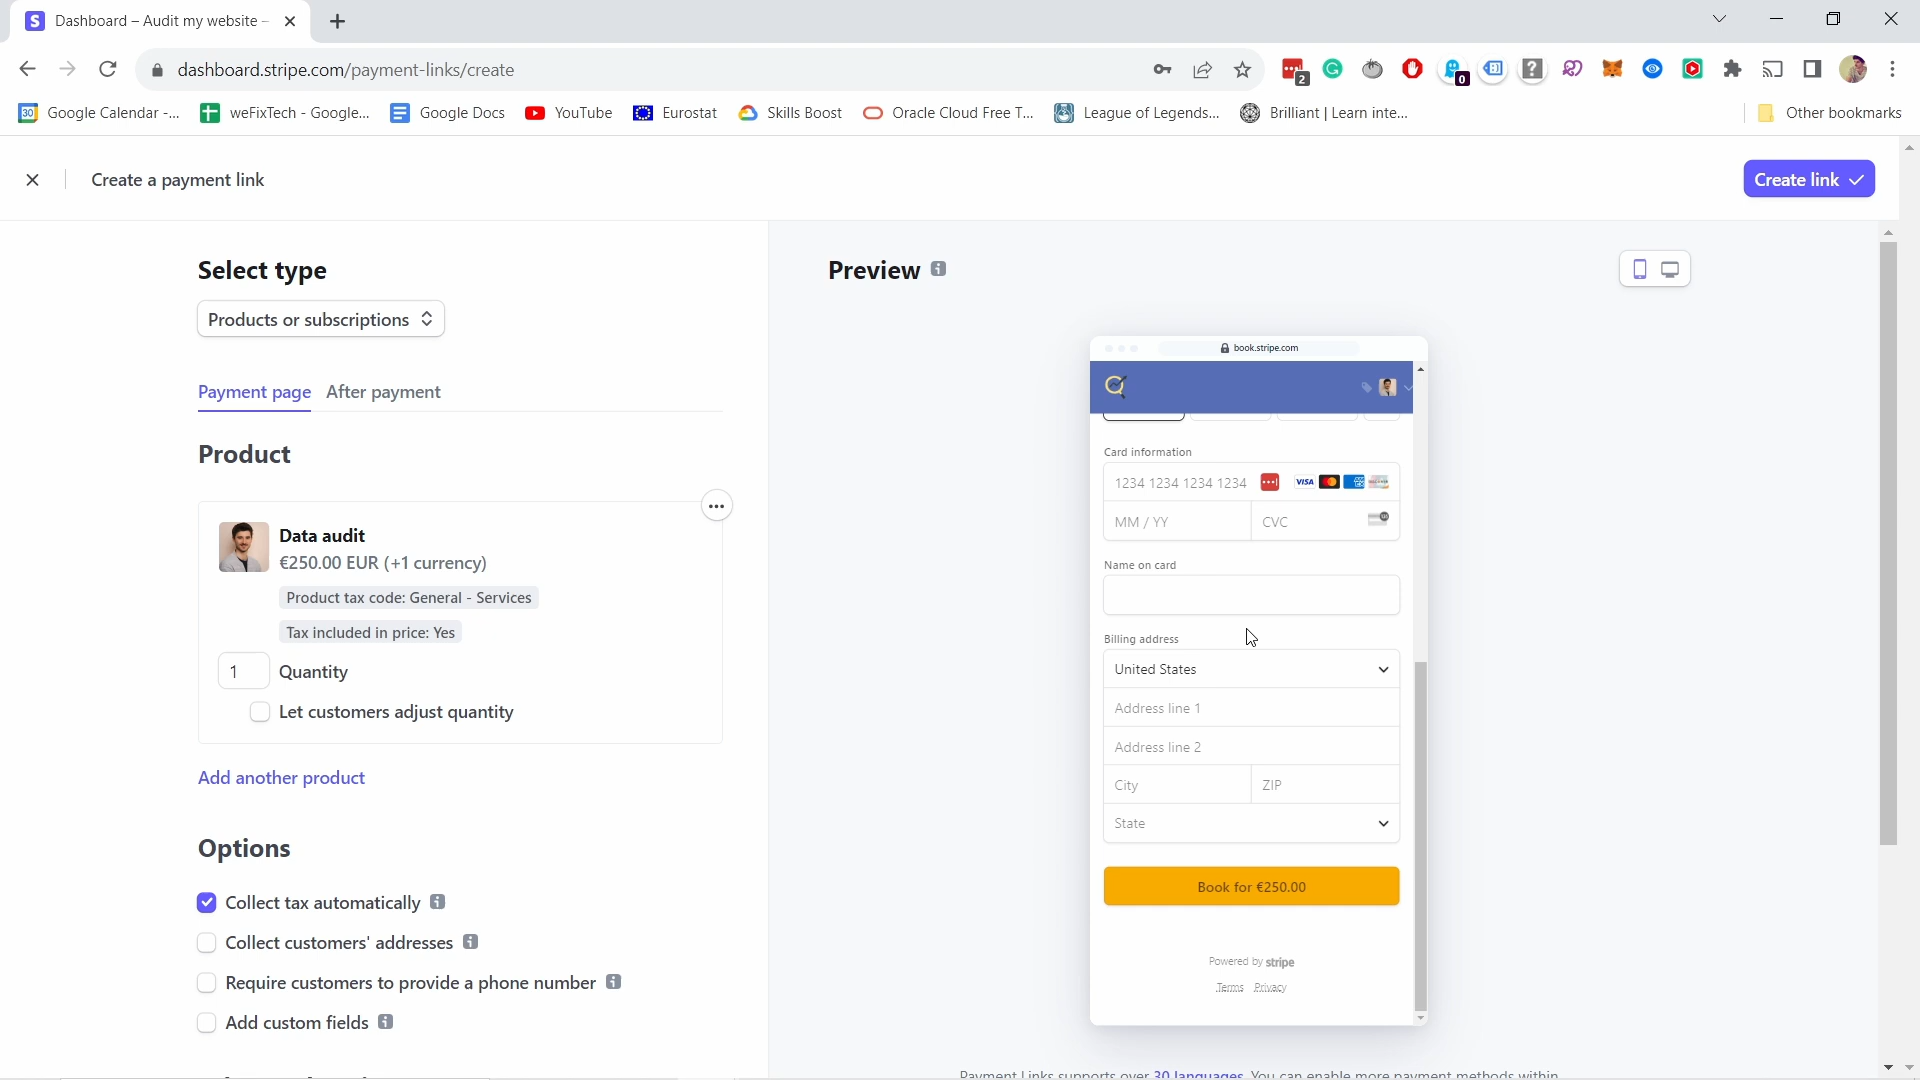 S Dashboard – Audit my website -
dashboard.stripe.com/payment-links/create
2
0
30 Google Calendar -...
weFixTech - Google...
Google Docs
YouTube
Eurostat
Skills Boost
Oracle Cloud Free T...
League of Legends...
Brilliant | Learn inte...
Other bookmarks
Create a payment link
Create link
Select type
Products or subscriptions
Payment page After payment
Product
Data audit
€250.00 EUR (+1 currency)
Product tax code: General - Services
Tax included in price: Yes
1 Quantity
Let customers adjust quantity
Add another product
Options
Collect tax automatically
Collect customers' addresses
Require customers to provide a phone number
Add custom fields
Preview
book.stripe.com
Card information
1234 1234 1234 1234 VISA
MM / YY CVC
Name on card
Billing address
United States
Address line 1
Address line 2
City ZIP
State
Book for €250.00
Powered by stripe
Terms Privacy
Payment Links supports over 30 languages. You can enable more payment methods within